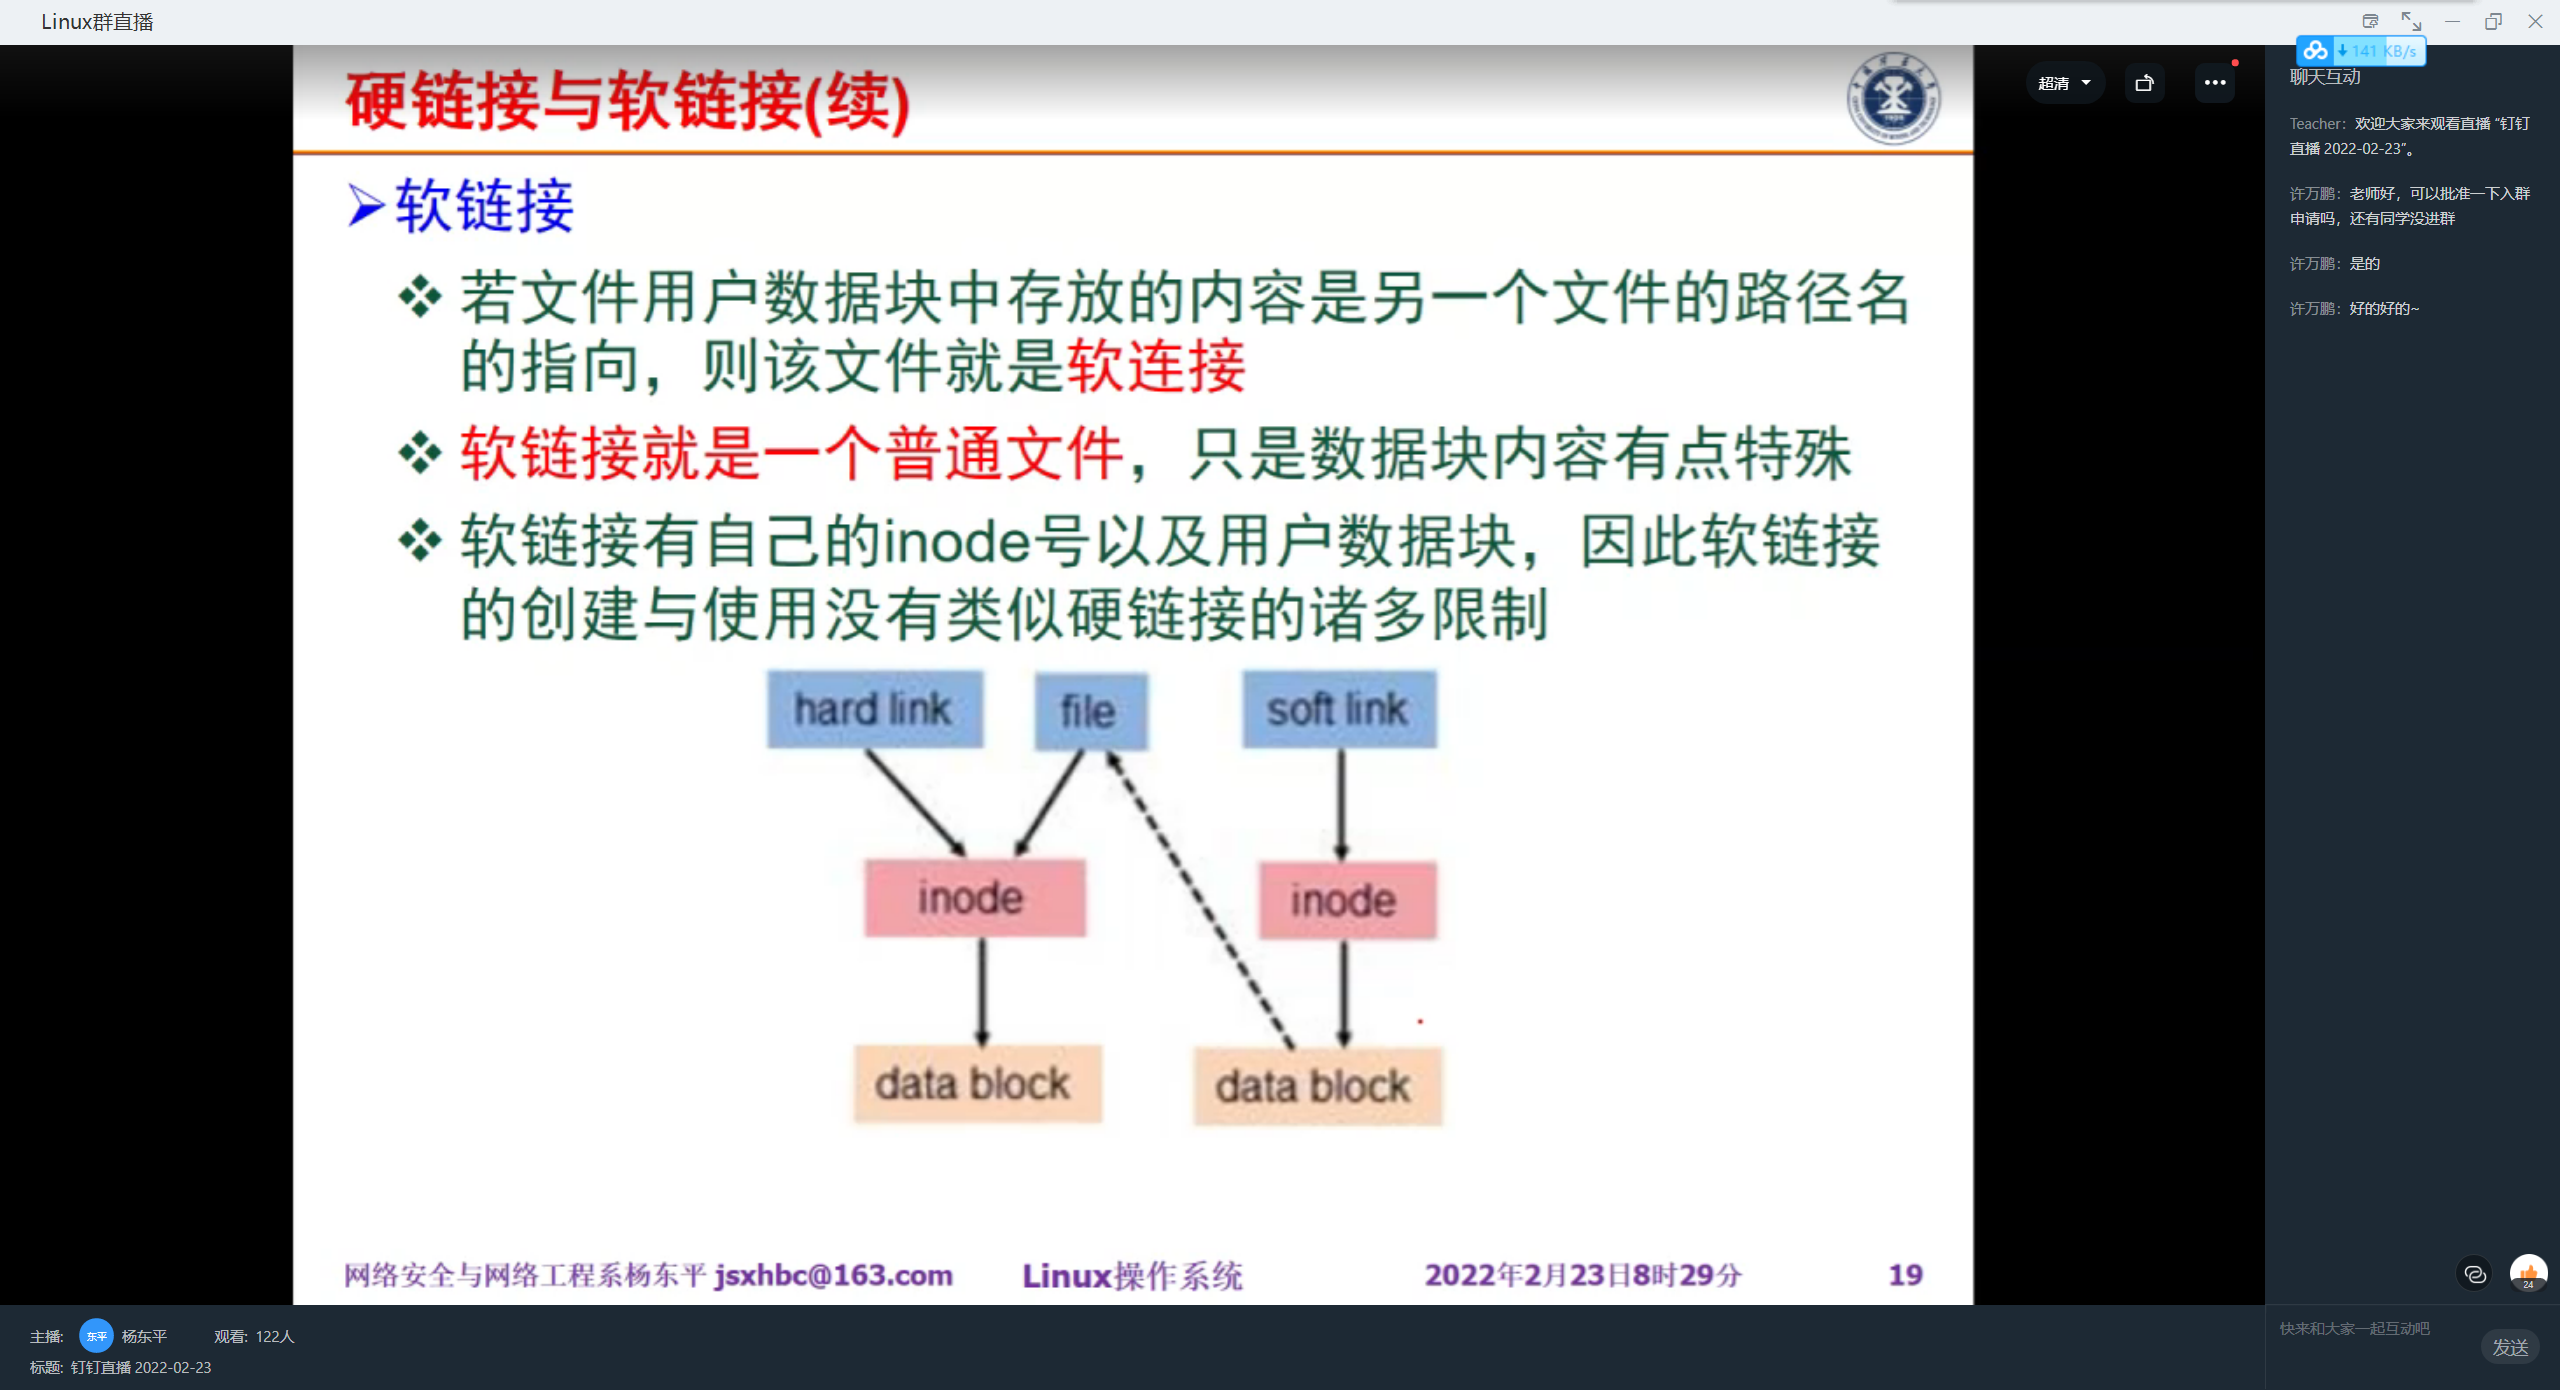 Linux群直播
141 KB/s
硬链接与软链接(续)
超清
软链接
若文件用户数据块中存放的内容是另一个文件的路径名
的指向，则该文件就是软连接
软链接就是一个普通文件，只是数据块内容有点特殊
软链接有自己的inode号以及用户数据块，因此软链接
的创建与使用没有类似硬链接的诸多限制
hard link
file
soft link
inode
inode
data block
data block
网络安全与网络工程系杨东平 jsxhbc@163.com
Linux操作系统
2022年2月23日8时29分
19
聊天互动
Teacher：欢迎大家来观看直播 “钉钉
直播 2022-02-23”。
许万鹏：老师好，可以批准一下入群
申请吗，还有同学没进群
许万鹏：是的
许万鹏：好的好的~
24
主播:
东平
杨东平
观看: 122人
标题: 钉钉直播 2022-02-23
快来和大家一起互动吧
发送